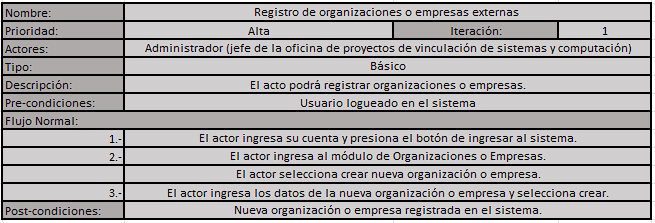 Nombre: Registro de organizaciones o empresas externas
Prioridad: Alta Iteración: 1
Actores: Administrador (jefe de la oficina de proyectos de vinculación de sistemas y computación)
Tipo: Básico
Descripción: El acto podrá registrar organizaciones o empresas.
Pre-condiciones: Usuario logueado en el sistema
Flujo Normal:
1.- El actor ingresa su cuenta y presiona el botón de ingresar al sistema.
2.- El actor ingresa al módulo de Organizaciones o Empresas.
El actor selecciona crear nueva organización o empresa.
3.- El actor ingresa los datos de la nueva organización o empresa y selecciona crear.
Post-condiciones: Nueva organización o empresa registrada en el sistema.